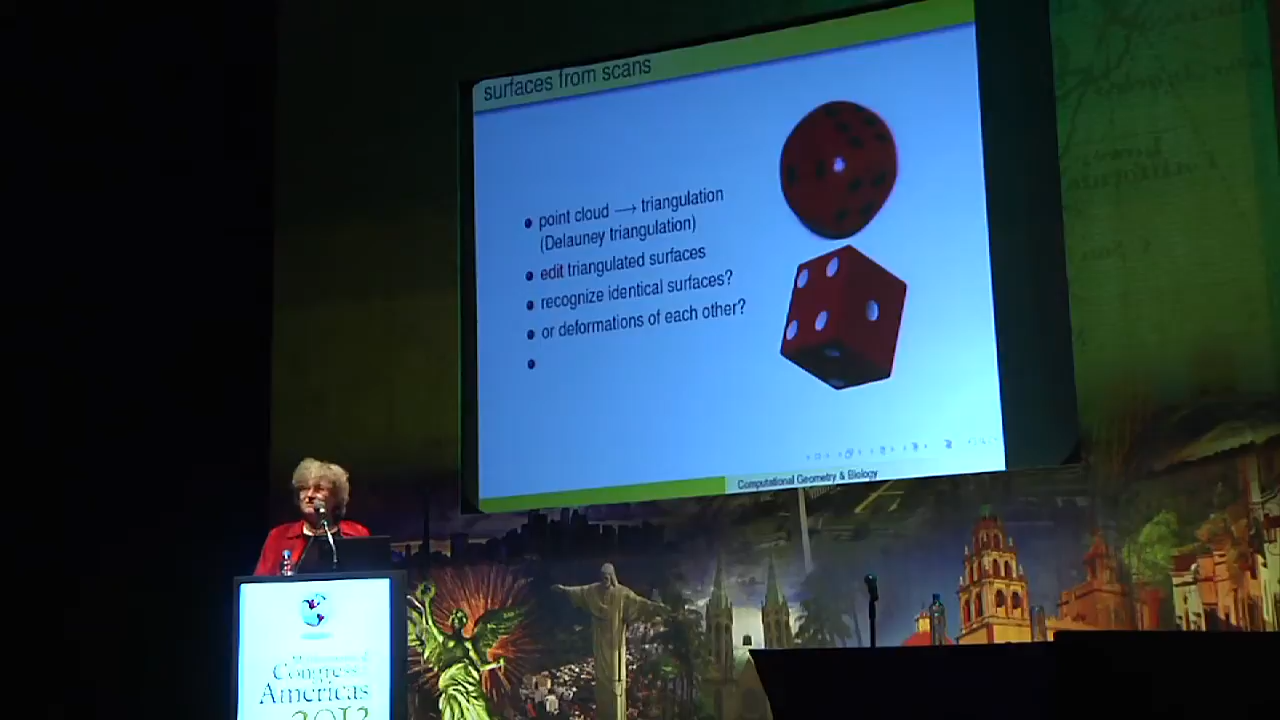 surfaces from scans
point cloud → triangulation
(Delauney triangulation)
edit triangulated surfaces
recognize identical surfaces?
or deformations of each other?
Computational Geometry & Biology
Congress
Americas
2013